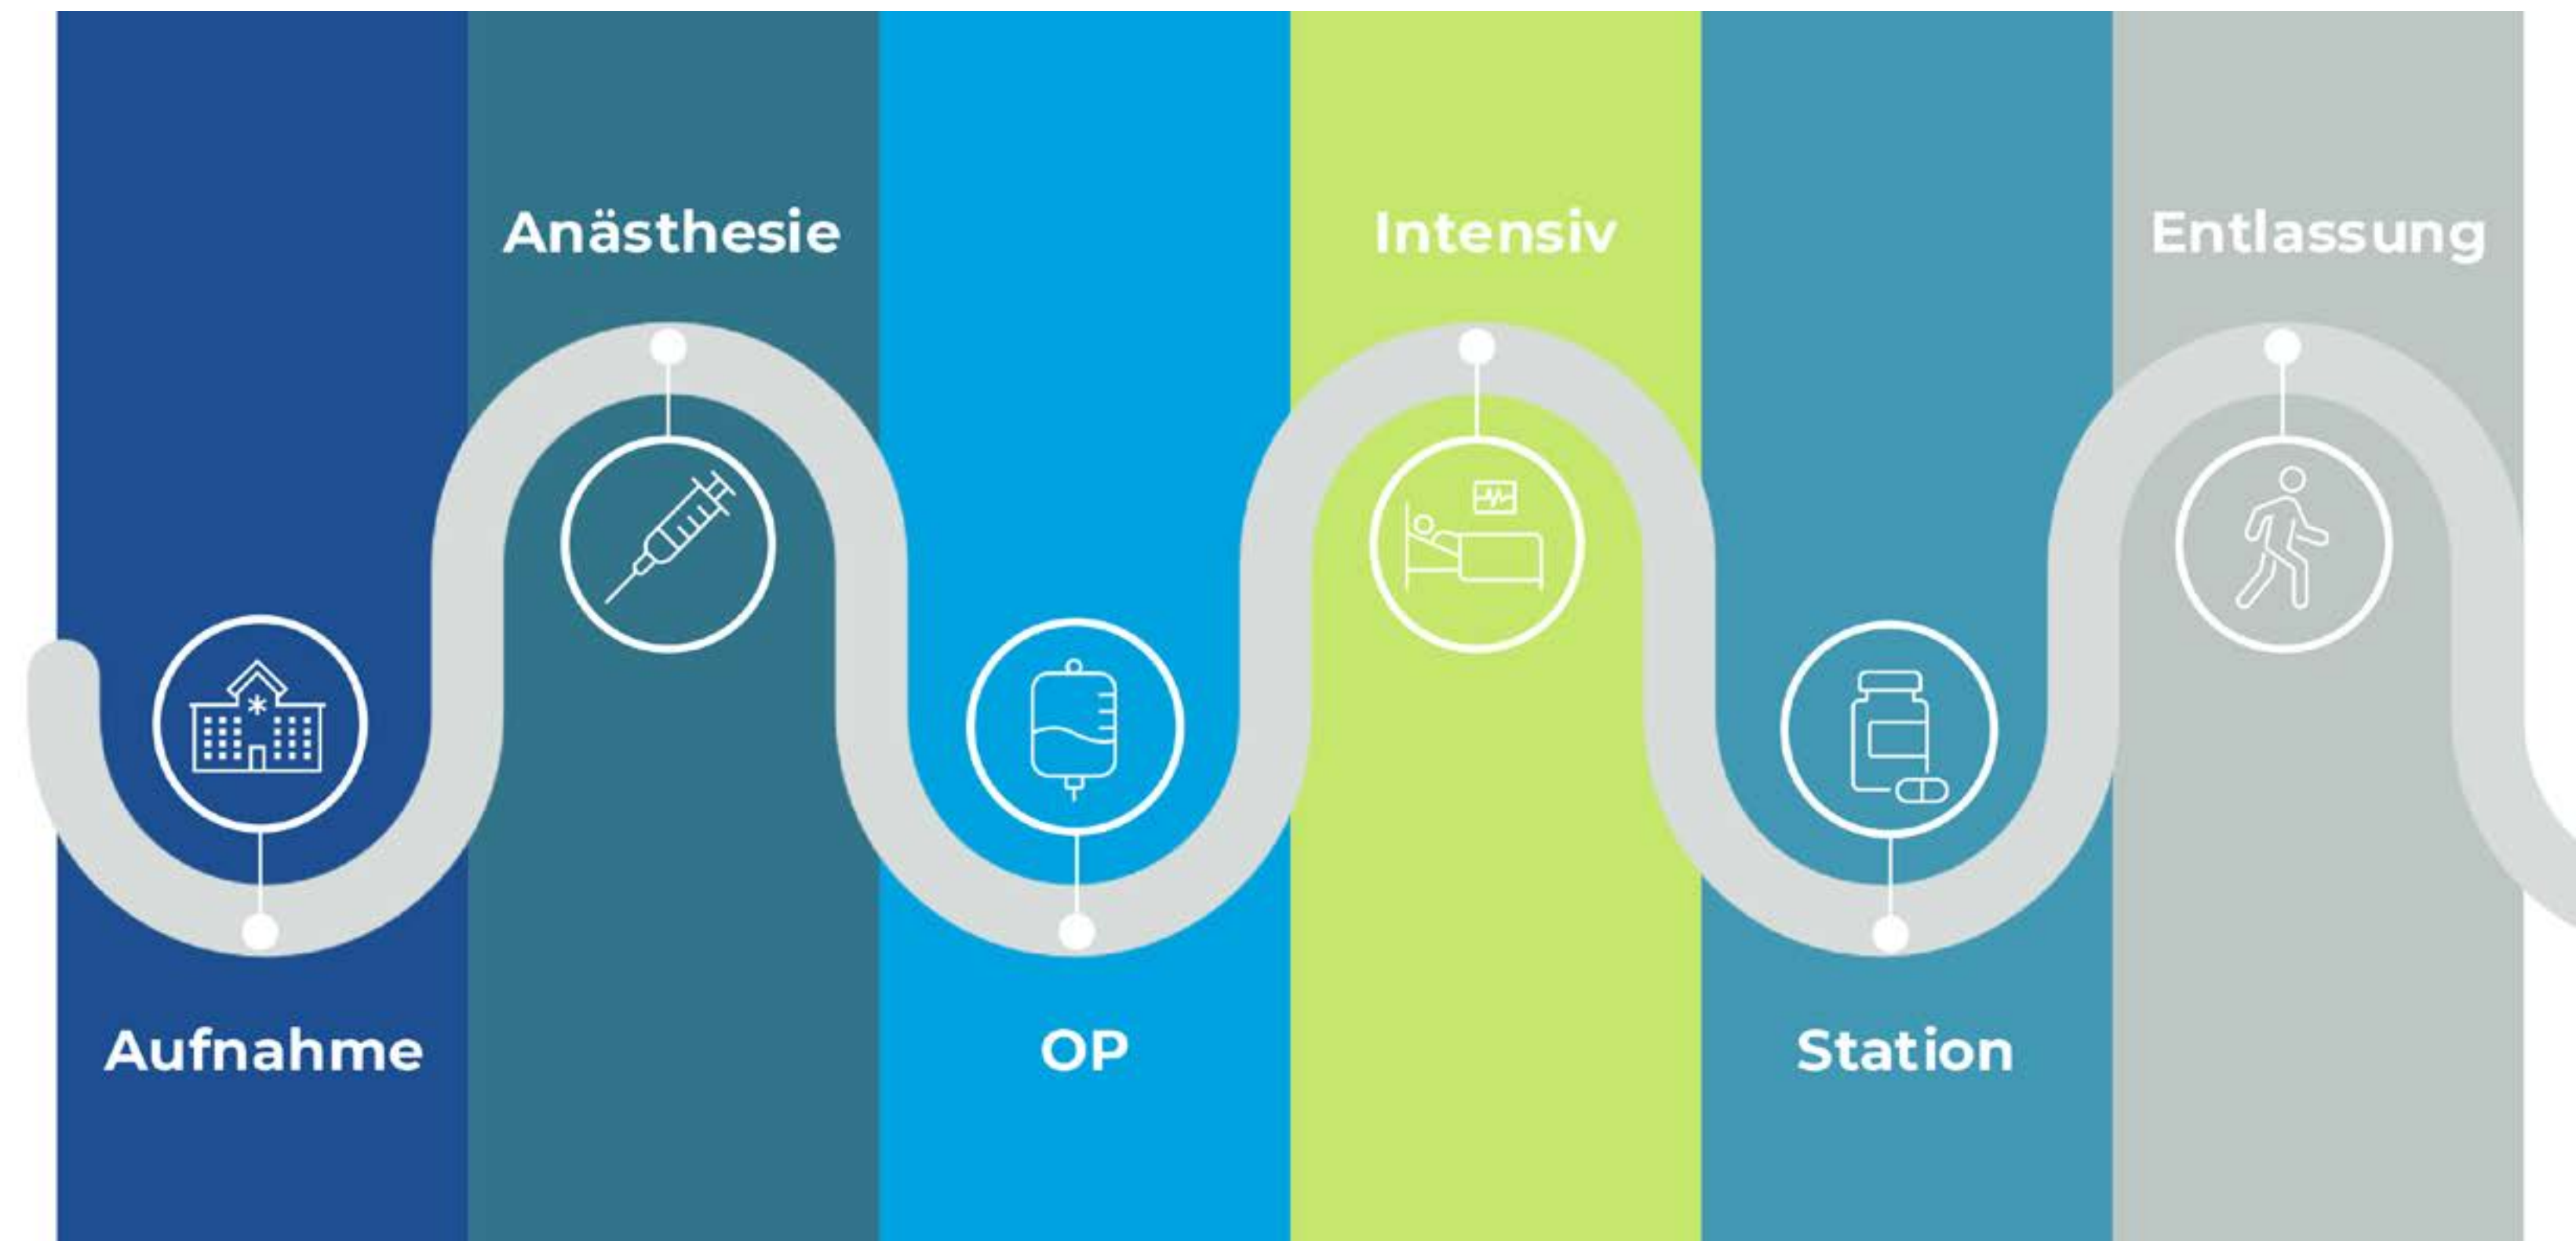 Aufnahme
Anästhesie
OP
Intensiv
Station
Entlassung